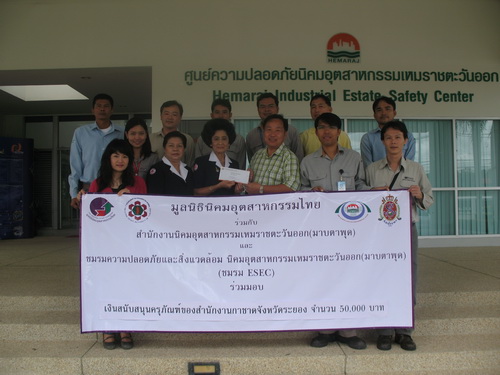 HEMARAJ
ศูนย์ความปลอดภัยนิคมอุตสาหกรรมเหมราชตะวันออก
Hemaraj Industrial Estate Safety Center
มูลนิธินิคมอุตสาหกรรมไทย
ร่วมกับ
สำนักงานนิคมอุตสาหกรรมเหมราชตะวันออก(มาบตาพุด)
และ
ชมรมความปลอดภัยและสิ่งแวดล้อม นิคมอุตสาหกรรมเหมราชตะวันออก(มาบตาพุด)
(ชมรม ESEC)
ร่วมมอบ
เงินสนับสนุนครุภัณฑ์ของสำนักงานกาชาดจังหวัดระยอง จำนวน 50,000 บาท